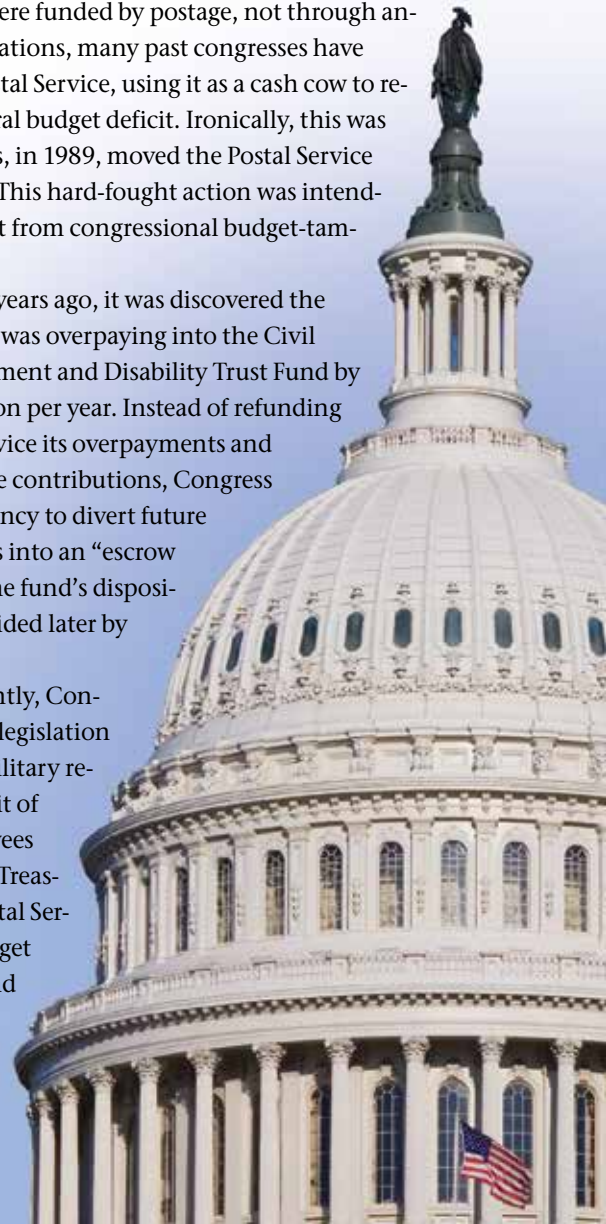 ere funded by postage, not through an-
ations, many past congresses have
tal Service, using it as a cash cow to re-
ral budget deficit. Ironically, this was
s, in 1989, moved the Postal Service
This hard-fought action was intend-
t from congressional budget-tam-
years ago, it was discovered the
was overpaying into the Civil
ment and Disability Trust Fund by
on per year. Instead of refunding
vice its overpayments and
e contributions, Congress
ncy to divert future
s into an “escrow
ne fund’s disposi-
ided later by
ntly, Con-
legislation
litary re-
it of
ees
Treas-
tal Ser-
get
d